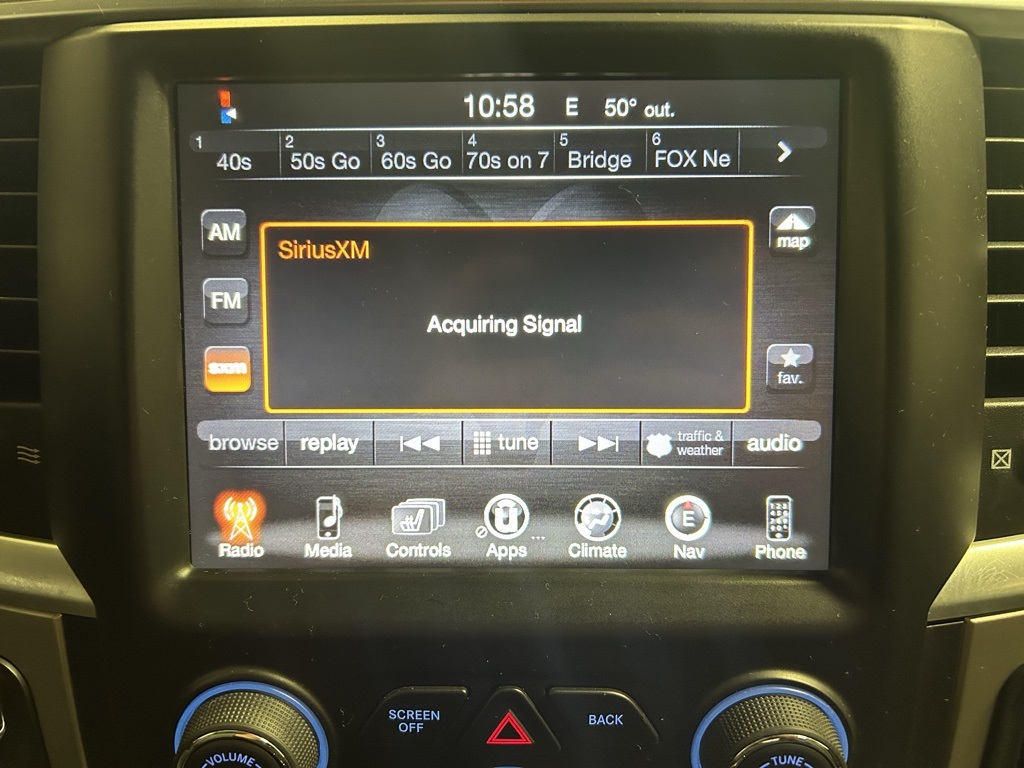 10:58 E 50° out.
1 40s 2 50s Go 3 60s Go 4 70s on 7 5 Bridge 6 FOX Ne
AM
SiriusXM
map
FM
Acquiring Signal
sxm
fav.
browse replay tune traffic & weather audio
Radio Media Controls Apps ... Climate E Nav Phone
SCREEN OFF
BACK
VOLUME
TUNE